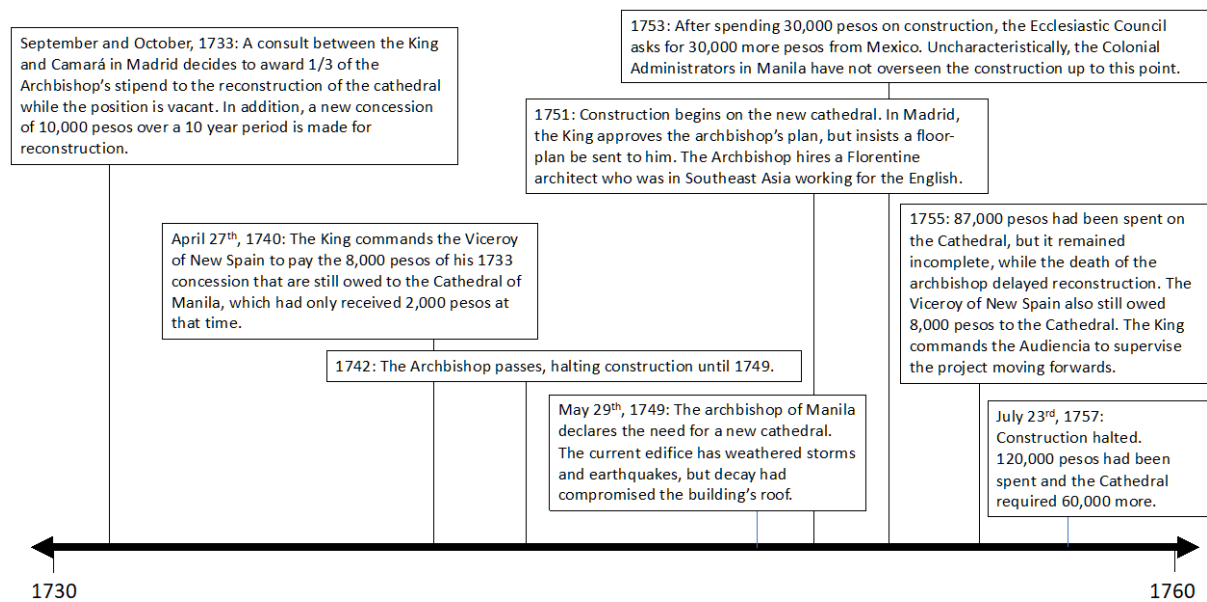 September and October, 1733: A consult between the King
and Camará in Madrid decides to award 1/3 of the
Archbishop's stipend to the reconstruction of the cathedral
while the position is vacant. In addition, a new concession
of 10,000 pesos over a 10 year period is made for
reconstruction.
1753: After spending 30,000 pesos on construction, the Ecclesiastic Council
asks for 30,000 more pesos from Mexico. Uncharacteristically, the Colonial
Administrators in Manila have not overseen the construction up to this point.
1751: Construction begins on the new cathedral. In Madrid,
the King approves the archbishop's plan, but insists a floor-
plan be sent to him. The Archbishop hires a Florentine
architect who was in Southeast Asia working for the English.
April 27th, 1740: The King commands the Viceroy
of New Spain to pay the 8,000 pesos of his 1733
concession that are still owed to the Cathedral of
Manila, which had only received 2,000 pesos at
that time.
1755: 87,000 pesos had been spent on
the Cathedral, but it remained
incomplete, while the death of the
archbishop delayed reconstruction. The
Viceroy of New Spain also still owed
8,000 pesos to the Cathedral. The King
commands the Audiencia to supervise
the project moving forwards.
1742: The Archbishop passes, halting construction until 1749.
May 29th, 1749: The archbishop of Manila
declares the need for a new cathedral.
The current edifice has weathered storms
and earthquakes, but decay had
compromised the building's roof.
July 23rd, 1757:
Construction halted.
120,000 pesos had been
spent and the Cathedral
required 60,000 more.
1730
1760